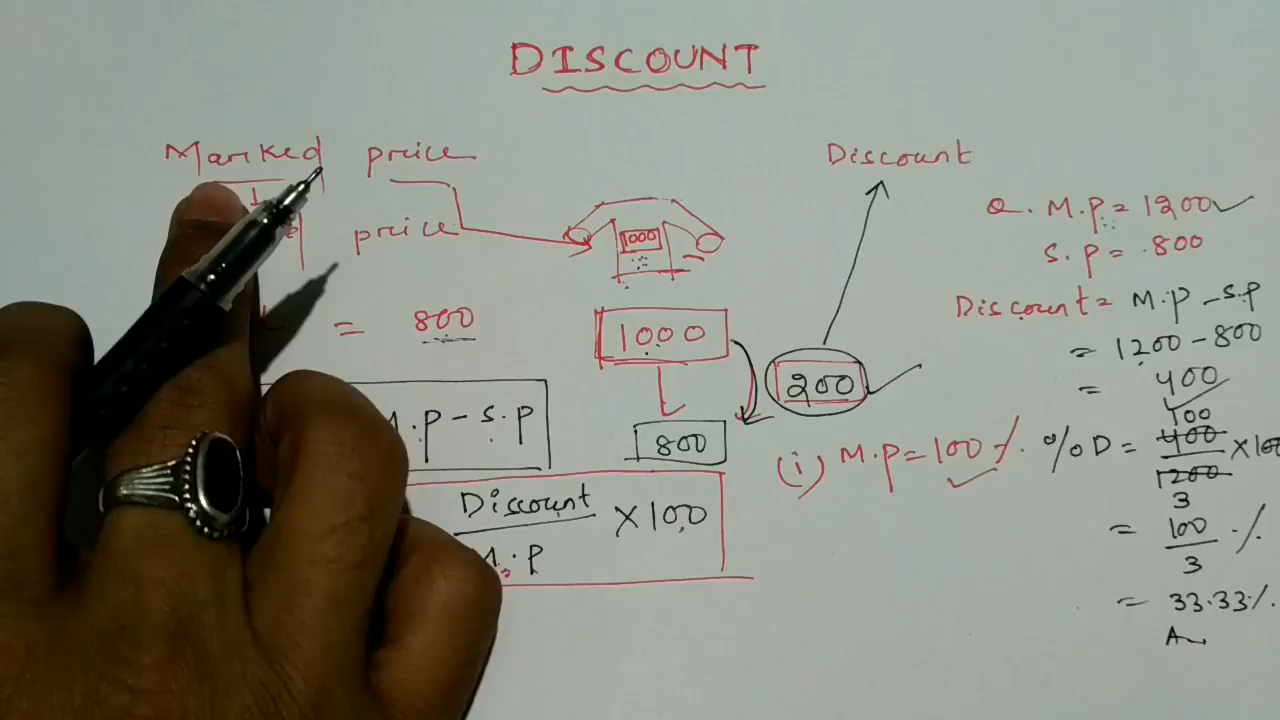 DISCOUNT
Marked price
price
1000
= 800
1000
200
800
M.P - S.P
Discount
M.P
× 100
Discount
Q. M.P = 1200
S.P = 800
Discount = M.P - S.P
= 1200 - 800
= 400
(i) M.P = 100%.
100
%D = 400
1200
× 100
3
= 100
3
%
= 33.33%.